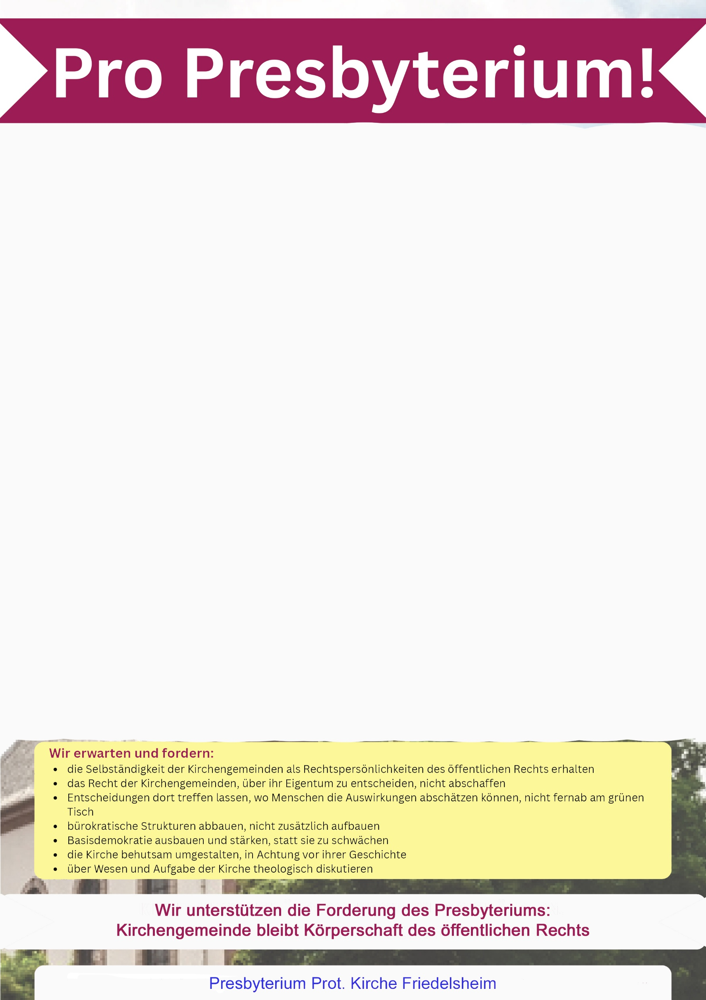 Pro Presbyterium!
Wir erwarten und fordern:
• die Selbständigkeit der Kirchengemeinden als Rechtspersönlichkeiten des öffentlichen Rechts erhalten
• das Recht der Kirchengemeinden, über ihr Eigentum zu entscheiden, nicht abschaffen
• Entscheidungen dort treffen lassen, wo Menschen die Auswirkungen abschätzen können, nicht fernab am grünen
Tisch
• bürokratische Strukturen abbauen, nicht zusätzlich aufbauen
• Basisdemokratie ausbauen und stärken, statt sie zu schwächen
• die Kirche behutsam umgestalten, in Achtung vor ihrer Geschichte
• über Wesen und Aufgabe der Kirche theologisch diskutieren
Wir unterstützen die Forderung des Presbyteriums:
Kirchengemeinde bleibt Körperschaft des öffentlichen Rechts
Presbyterium Prot. Kirche Friedelsheim